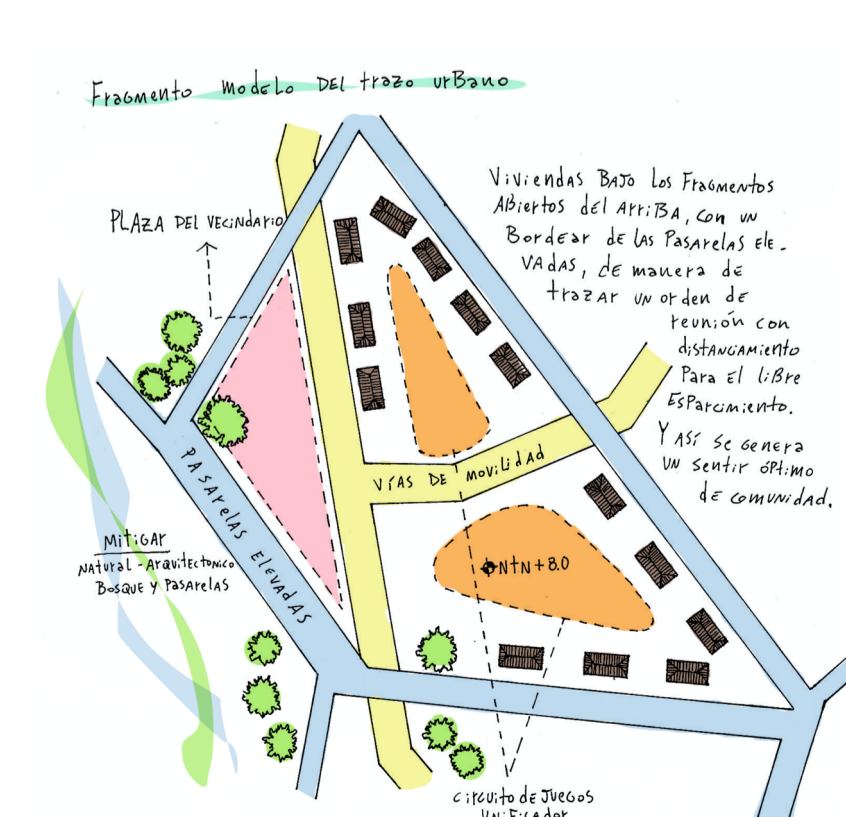 Fragmento modelo del trazo urbano
PLAZA DEL VECINDARIO
Viviendas bajo los fragmentos
abiertos del arriba, con un
bordear de las pasarelas ele-
vadas, de manera de
trazar un orden de
reunión con
distanciamiento
para el libre
esparcimiento.
Y así se genera
un sentir óptimo
de comunidad.
PASARELAS ELEVADAS
VÍAS DE MOVILIDAD
NtN+8.0
MITIGAR
Natural-Arquitectonico
Bosque y Pasarelas
circuito de juegos
unificador